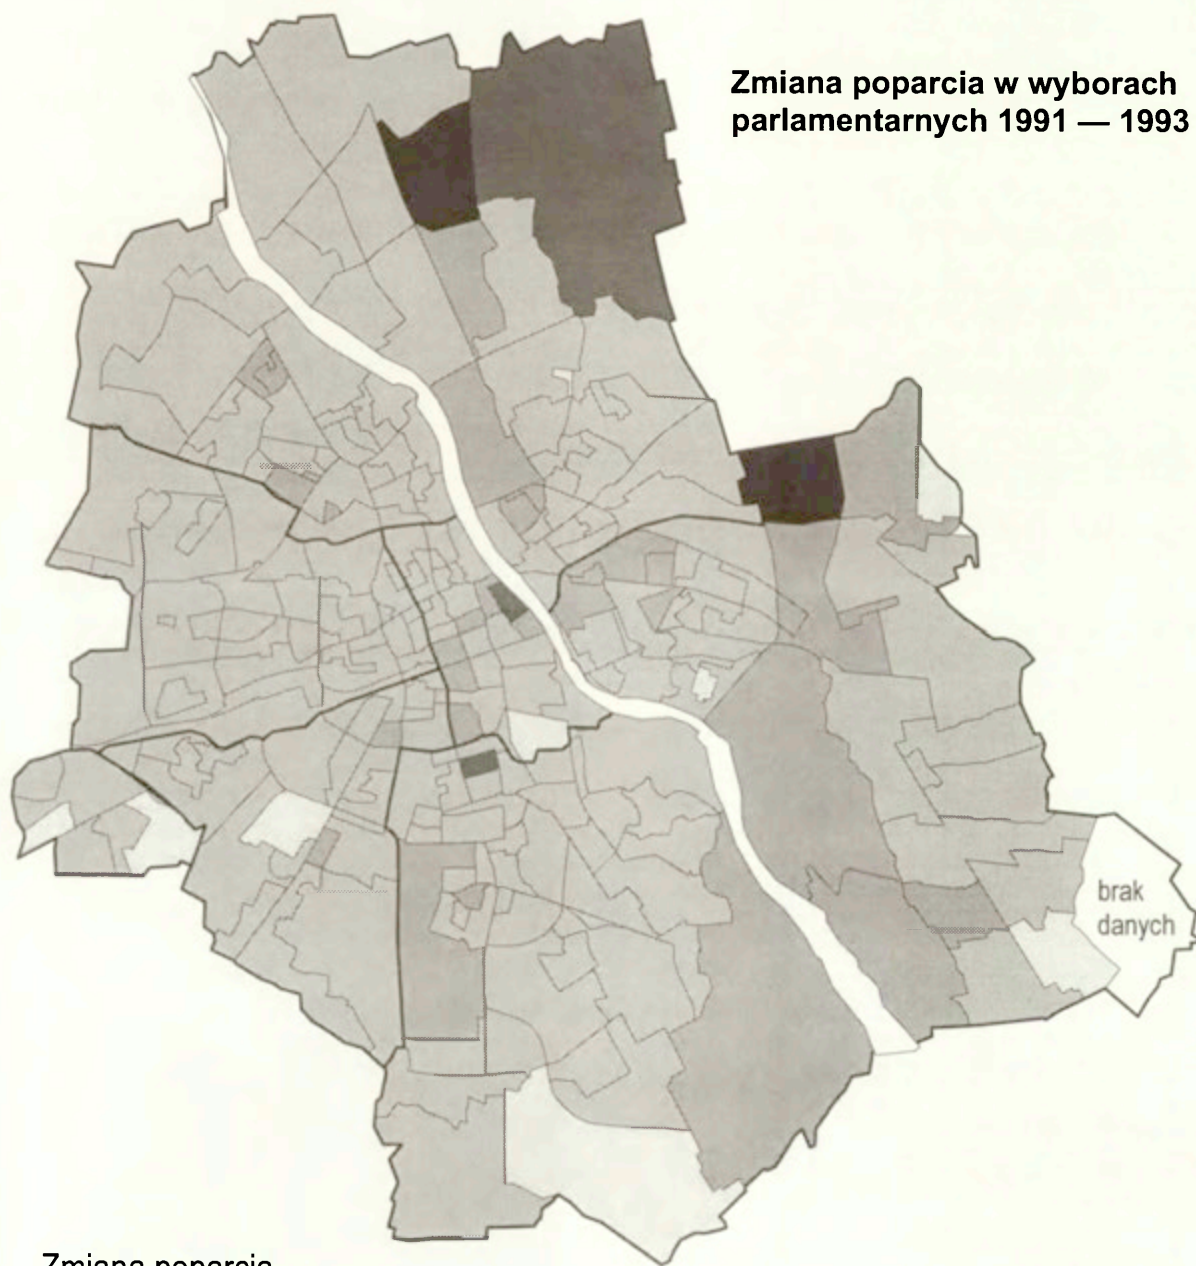 Zmiana poparcia w wyborach
parlamentarnych 1991 — 1993
brak
danych
Zmiana poparcia